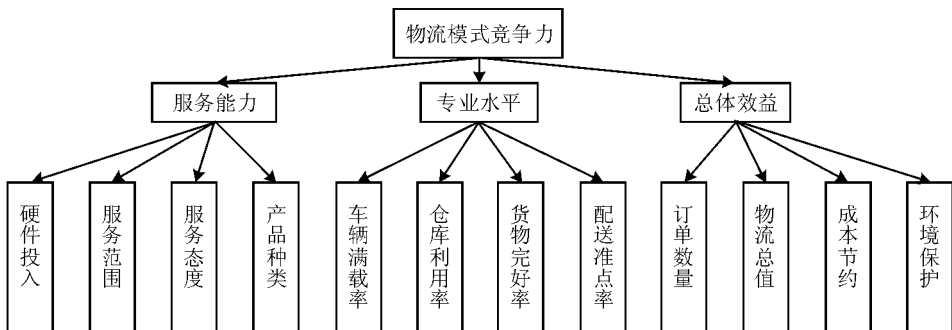 物流模式竞争力
服务能力
专业水平
总体效益
硬件投入
服务范围
服务态度
产品种类
车辆满载率
仓库利用率
货物完好率
配送准点率
订单数量
物流总值
成本节约
环境保护